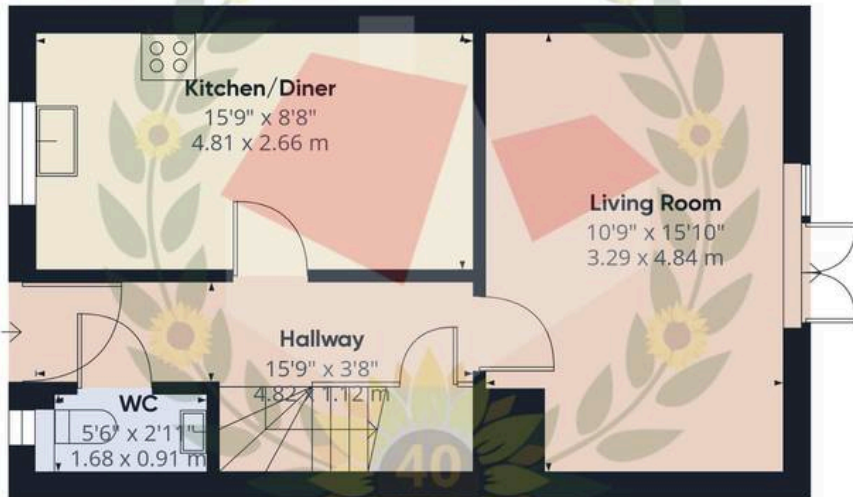 Kitchen/Diner
15'9" x 8'8"
4.81 x 2.66 m
Living Room
10'9" x 15'10"
3.29 x 4.84 m
Hallway
15'9" x 3'8"
4.82 x 1.12 m
WC
5'6" x 2'11"
1.68 x 0.91 m
40